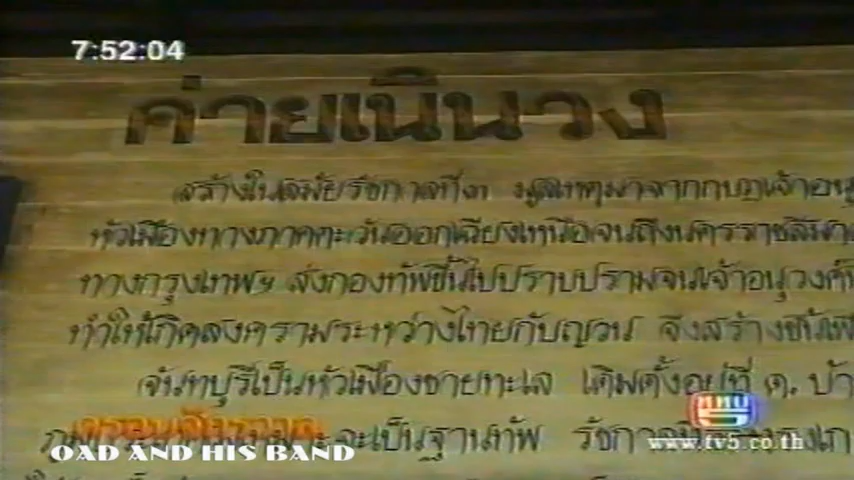 7:52:04
ค่ายเนินวง
สร้างในสมัยรัชกาลที่๓ มูลเหตุมาจากกบฏเจ้าอนุ
หัวเมืองทางภาคตะวันออกเฉียงเหนือจนถึงนครราชสีมา
ทางกรุงเทพฯ ส่งกองทัพขึ้นไปปราบปรามจนเจ้าอนุวงศ์
ทำให้เกิดสงครามระหว่างไทยกับญวน จึงสร้างขึ้นเพื่
จันทบุรีเป็นหัวเมืองชายทะเล เดิมตั้งอยู่ที่ ต. บ้า
จะเป็นฐานทัพ รัชกาล
OAD AND HIS BAND
ททบ 5
www.tv5.co.th